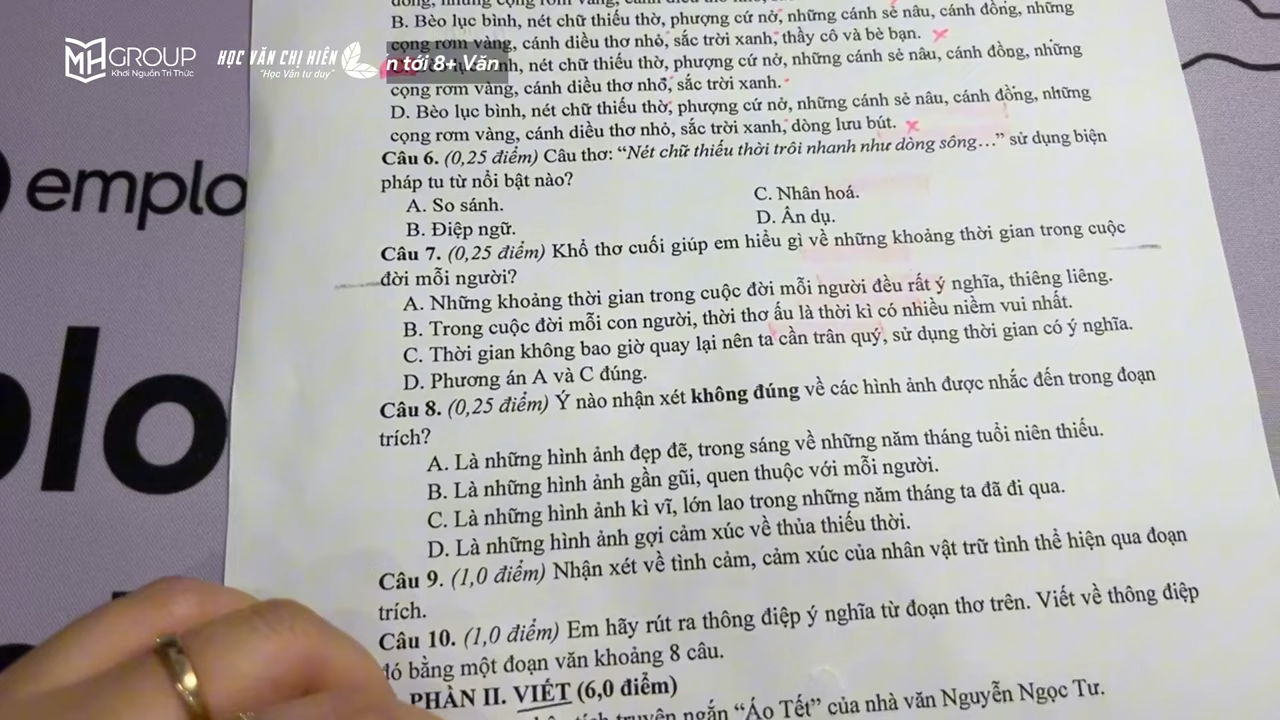 B. Bèo lục bình, nét chữ thiếu thờ, phượng cứ nở, những cánh sẻ nâu, cánh đồng, những
cọng rơm vàng, cánh diều thơ nhỏ, sắc trời xanh, thầy cô và bè bạn.
nét chữ thiếu thờ, phượng cứ nở, những cánh sẻ nâu, cánh đồng, những
cọng rơm vàng, cánh diều thơ nhỏ, sắc trời xanh.
D. Bèo lục bình, nét chữ thiếu thờ, phượng cứ nở, những cánh sẻ nâu, cánh đồng, những
cọng rơm vàng, cánh diều thơ nhỏ, sắc trời xanh, dòng lưu bút.
Câu 6. (0,25 điểm) Câu thơ: “Nét chữ thiếu thời trôi nhanh như dòng sông…” sử dụng biện
pháp tu từ nổi bật nào?
A. So sánh.
C. Nhân hoá.
B. Điệp ngữ.
D. Ẩn dụ.
Câu 7. (0,25 điểm) Khổ thơ cuối giúp em hiểu gì về những khoảng thời gian trong cuộc
đời mỗi người?
A. Những khoảng thời gian trong cuộc đời mỗi người đều rất ý nghĩa, thiêng liêng.
B. Trong cuộc đời mỗi con người, thời thơ ấu là thời kì có nhiều niềm vui nhất.
C. Thời gian không bao giờ quay lại nên ta cần trân quý, sử dụng thời gian có ý nghĩa.
D. Phương án A và C đúng.
Câu 8. (0,25 điểm) Ý nào nhận xét không đúng về các hình ảnh được nhắc đến trong đoạn
trích?
A. Là những hình ảnh đẹp đẽ, trong sáng về những năm tháng tuổi niên thiếu.
B. Là những hình ảnh gần gũi, quen thuộc với mỗi người.
C. Là những hình ảnh kì vĩ, lớn lao trong những năm tháng ta đã đi qua.
D. Là những hình ảnh gợi cảm xúc về thủa thiếu thời.
Câu 9. (1,0 điểm) Nhận xét về tình cảm, cảm xúc của nhân vật trữ tình thể hiện qua đoạn
trích.
Câu 10. (1,0 điểm) Em hãy rút ra thông điệp ý nghĩa từ đoạn thơ trên. Viết về thông điệp
đó bằng một đoạn văn khoảng 8 câu.
PHẦN II. VIẾT (6,0 điểm)
truyện ngắn “Áo Tết” của nhà văn Nguyễn Ngọc Tư.
MH GROUP
Khơi Nguồn Tri Thức
HỌC VĂN CHỊ HIÊN
"Học Văn tư duy"
n tới 8+ Văn
emplo
plo